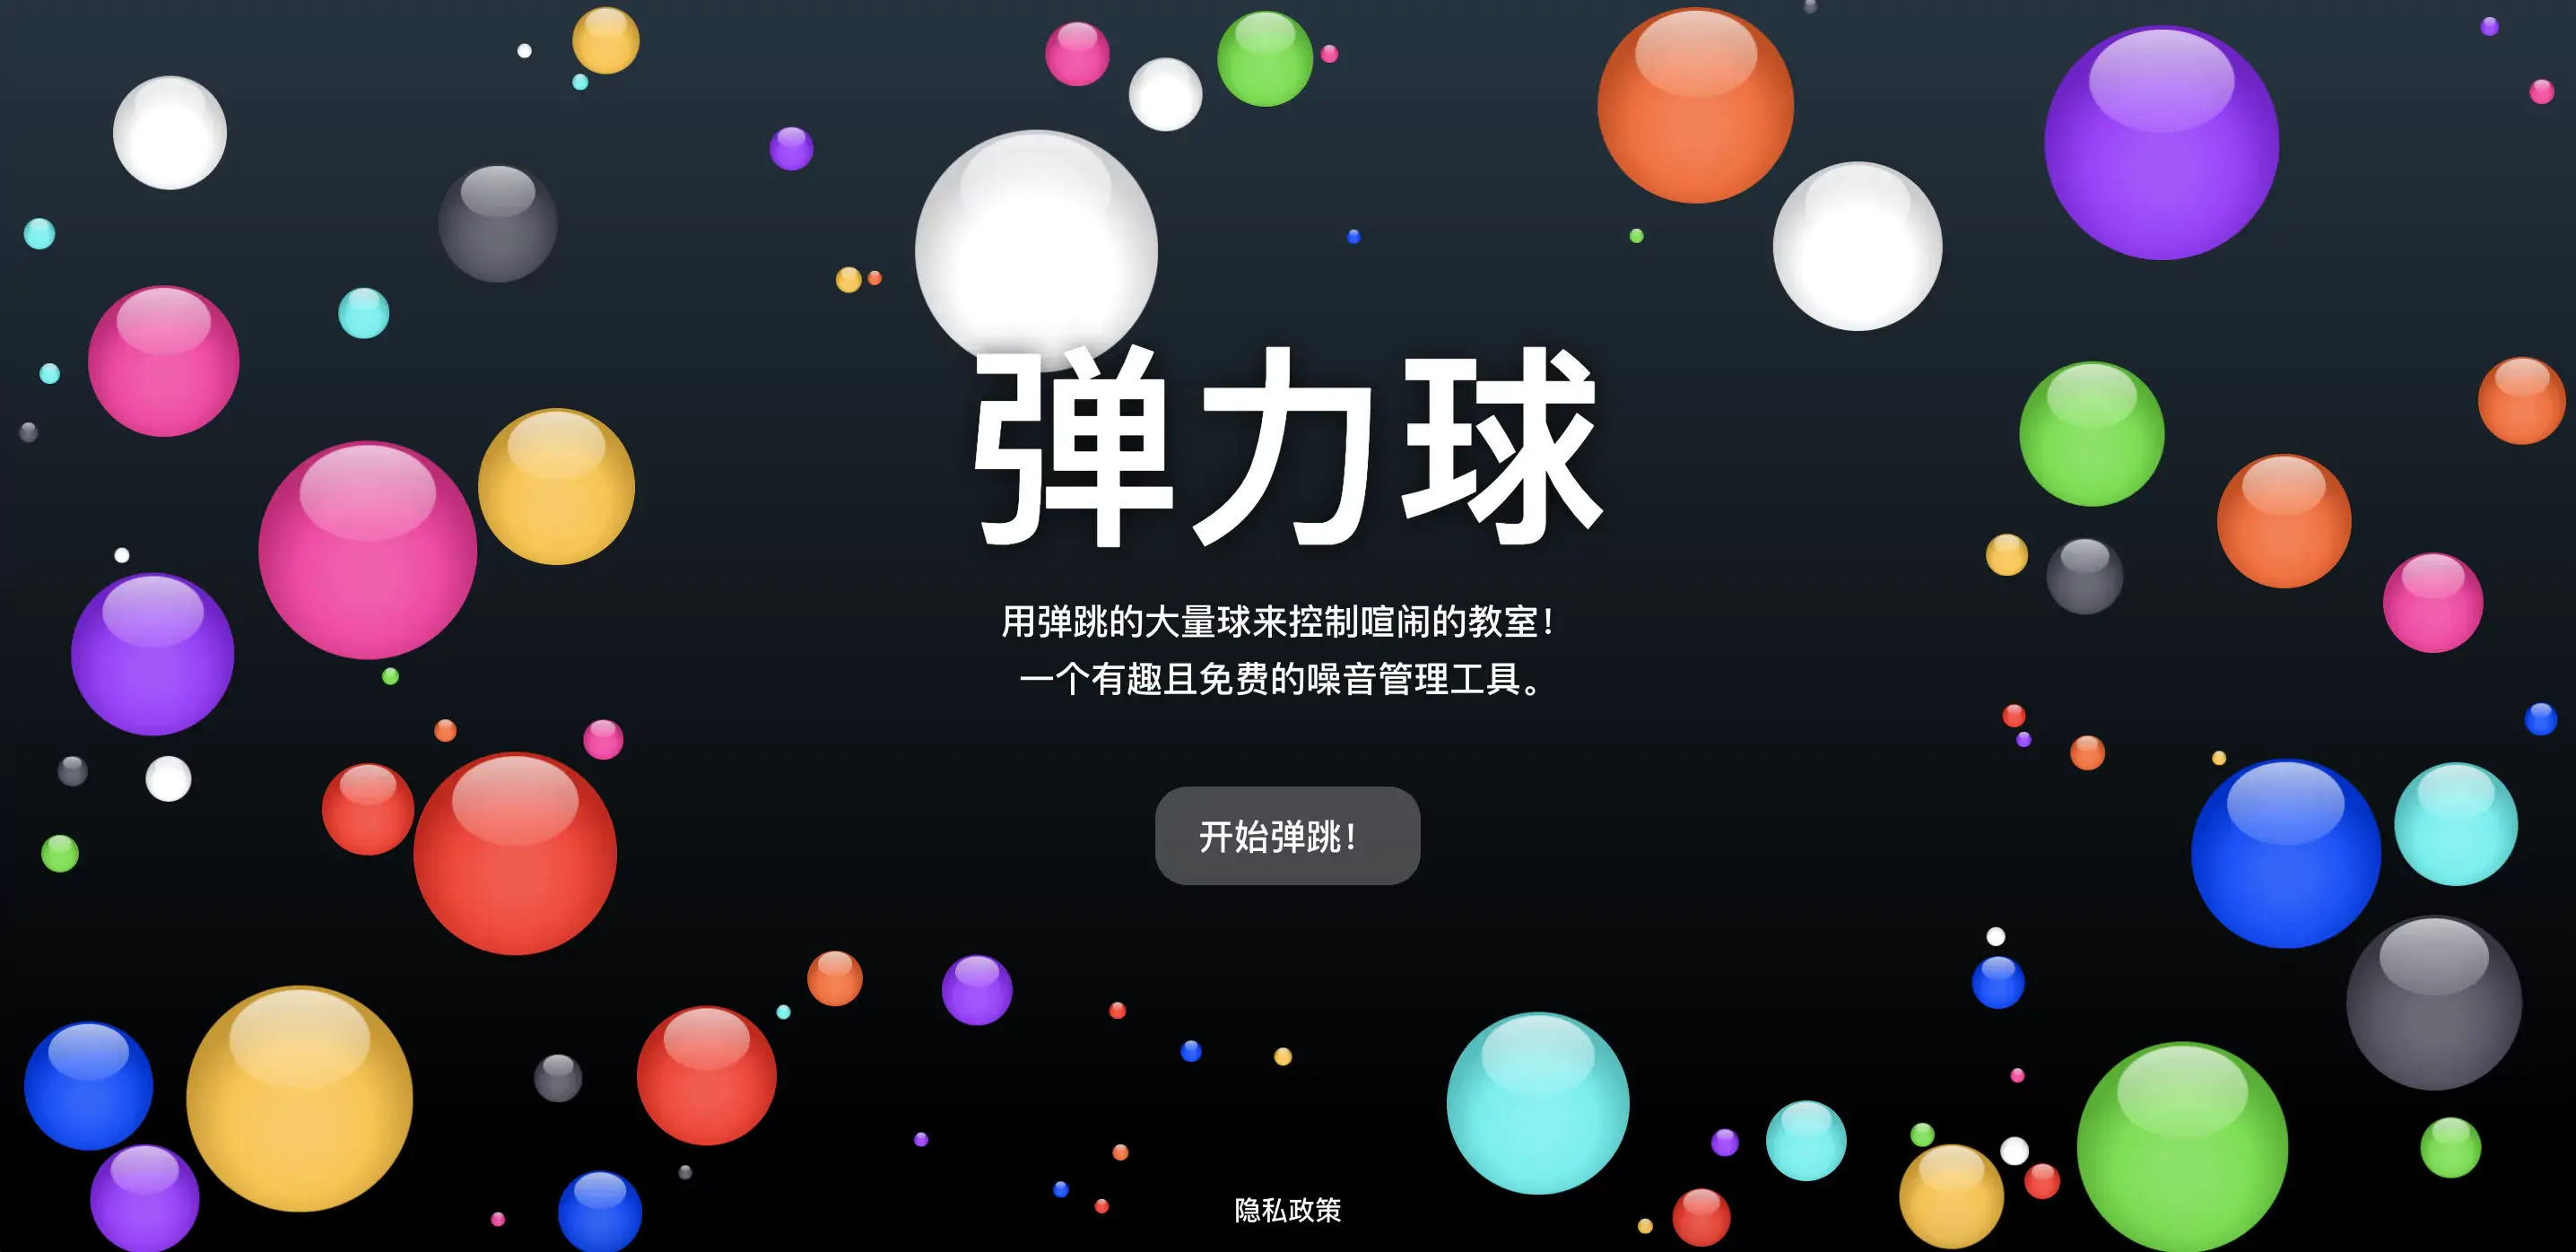 弹力球
用弹跳的大量球来控制喧闹的教室！
一个有趣且免费的噪音管理工具。
开始弹跳！
隐私政策